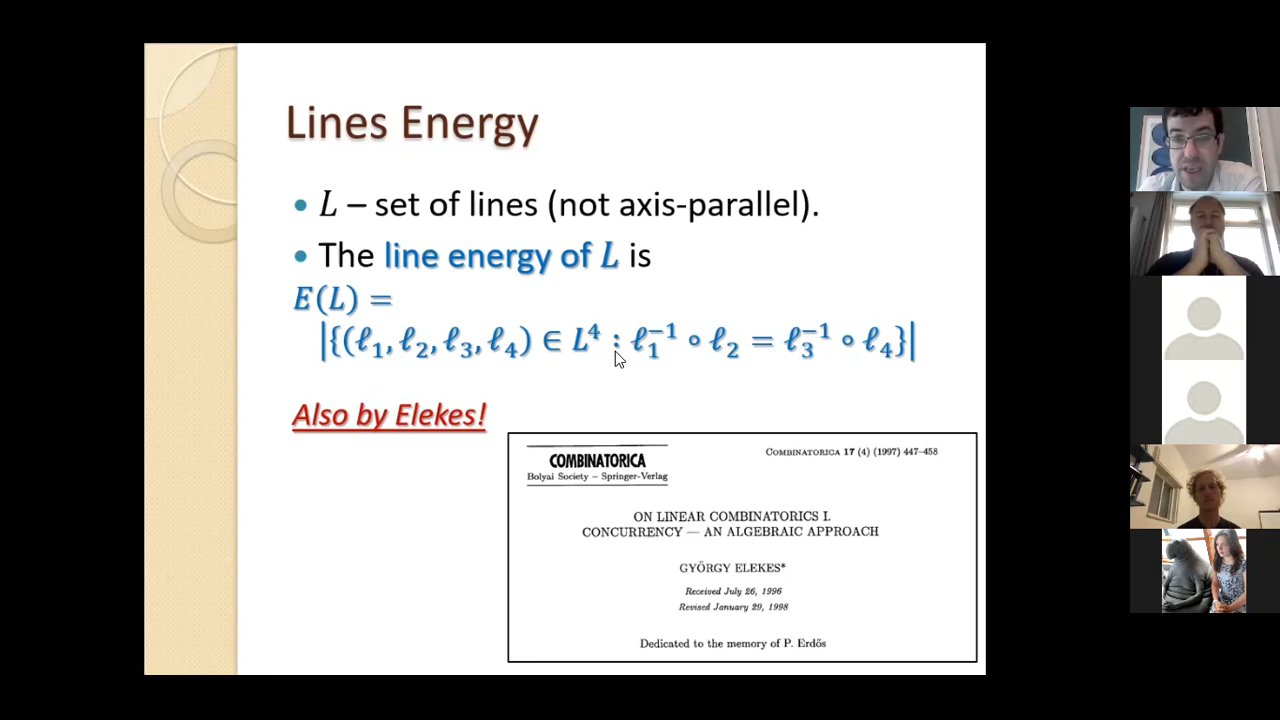 Lines Energy
• L – set of lines (not axis-parallel).
• The line energy of L is
E(L) =
|{(ℓ₁, ℓ₂, ℓ₃, ℓ₄) ∈ L⁴ : ℓ₁⁻¹ ∘ ℓ₂ = ℓ₃⁻¹ ∘ ℓ₄}|
Also by Elekes!
COMBINATORICA
Bolyai Society – Springer-Verlag
COMBINATORICA 17 (4) (1997) 447-458
ON LINEAR COMBINATORICS I.
CONCURRENCY — AN ALGEBRAIC APPROACH
GYÖRGY ELEKES*
Received July 26, 1996
Revised January 29, 1998
Dedicated to the memory of P. Erdős